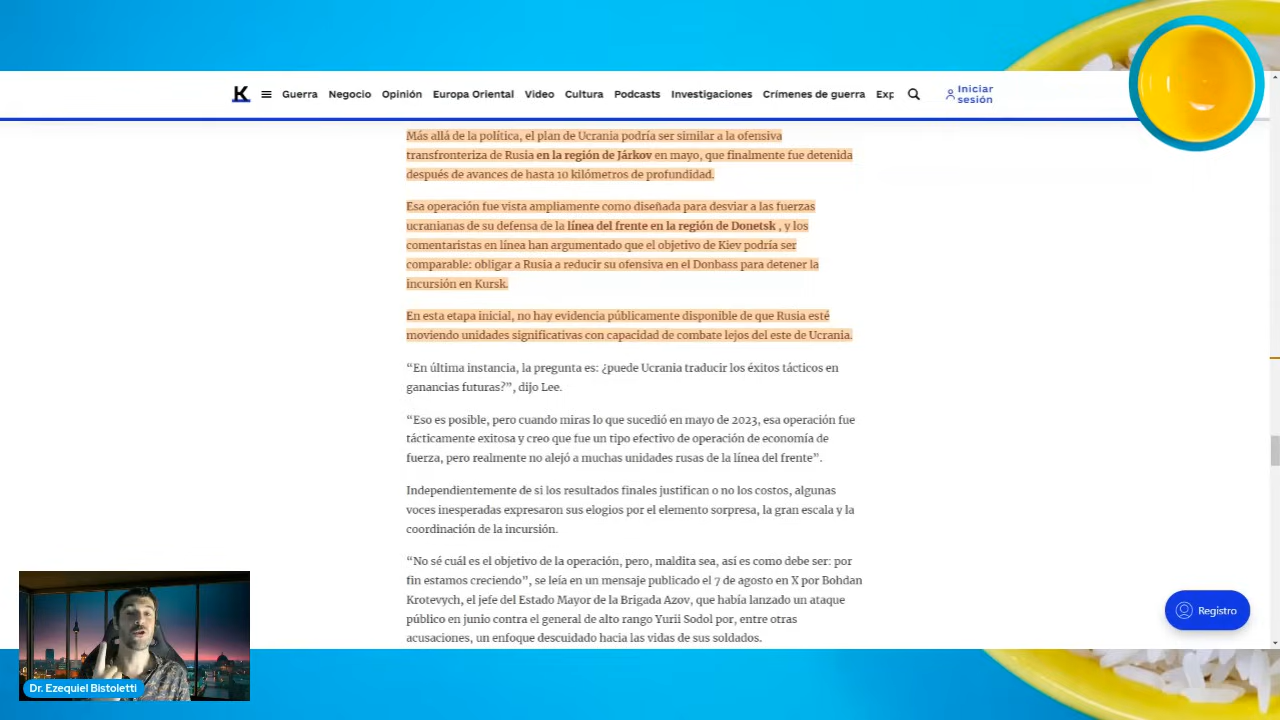 K Guerra Negocio Opinión Europa Oriental Video Cultura Podcasts Investigaciones Crímenes de guerra Exp
Iniciar
sesión
Más allá de la política, el plan de Ucrania podría ser similar a la ofensiva
transfronteriza de Rusia en la región de Járkov en mayo, que finalmente fue detenida
después de avances de hasta 10 kilómetros de profundidad.
Esa operación fue vista ampliamente como diseñada para desviar a las fuerzas
ucranianas de su defensa de la línea del frente en la región de Donetsk , y los
comentaristas en línea han argumentado que el objetivo de Kiev podría ser
comparable: obligar a Rusia a reducir su ofensiva en el Donbass para detener la
incursión en Kursk.
En esta etapa inicial, no hay evidencia públicamente disponible de que Rusia esté
moviendo unidades significativas con capacidad de combate lejos del este de Ucrania.
“En última instancia, la pregunta es: ¿puede Ucrania traducir los éxitos tácticos en
ganancias futuras?”, dijo Lee.
“Eso es posible, pero cuando miras lo que sucedió en mayo de 2023, esa operación fue
tácticamente exitosa y creo que fue un tipo efectivo de operación de economía de
fuerza, pero realmente no alejó a muchas unidades rusas de la línea del frente”.
Independientemente de si los resultados finales justifican o no los costos, algunas
voces inesperadas expresaron sus elogios por el elemento sorpresa, la gran escala y la
coordinación de la incursión.
“No sé cuál es el objetivo de la operación, pero, maldita sea, así es como debe ser: por
fin estamos creciendo”, se leía en un mensaje publicado el 7 de agosto en X por Bohdan
Krotevych, el jefe del Estado Mayor de la Brigada Azov, que había lanzado un ataque
público en junio contra el general de alto rango Yurii Sodol por, entre otras
acusaciones, un enfoque descuidado hacia las vidas de sus soldados.
Registro
Dr. Ezequiel Bistoletti